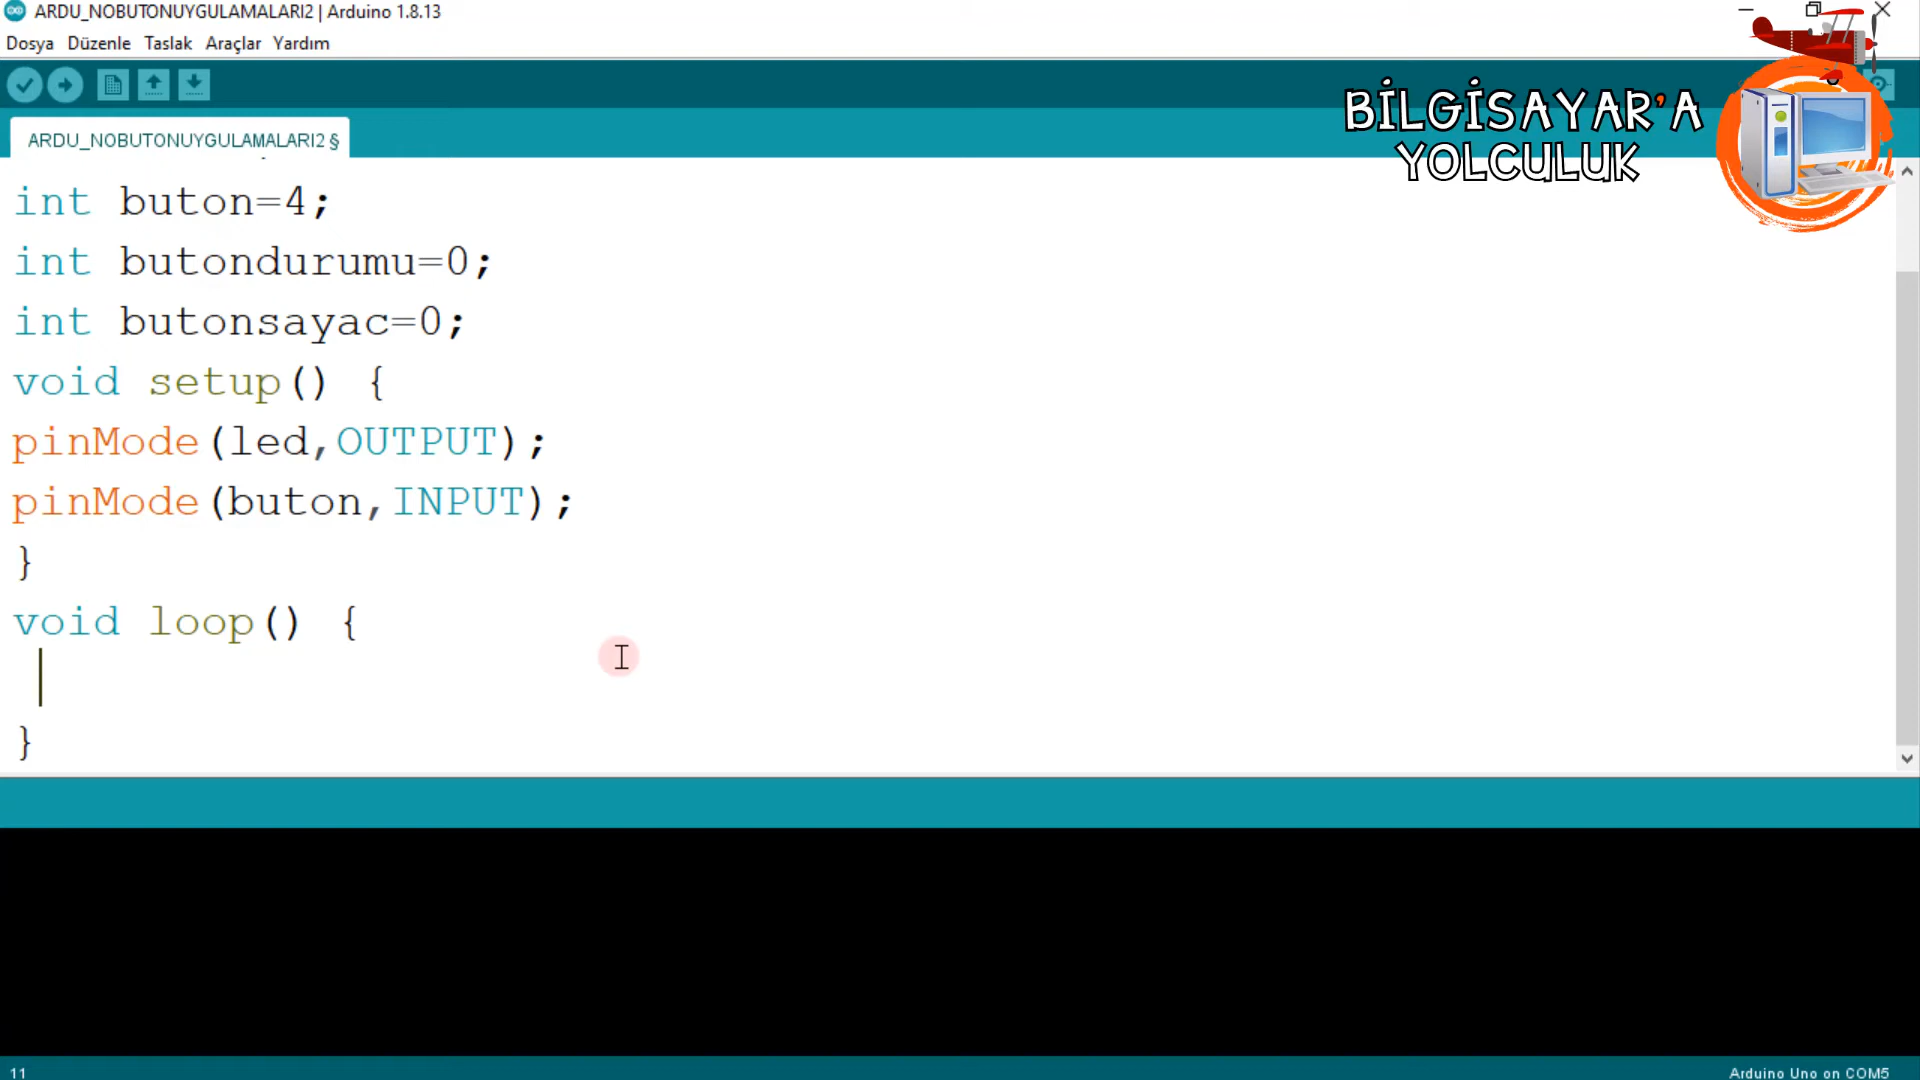 ARDU_NOBUTONUYGULAMALARI2 | Arduino 1.8.13
Dosya Düzenle Taslak Araçlar Yardım
BİLGİSAYAR'A
YOLCULUK
ARDU_NOBUTONUYGULAMALARI2 §
int buton=4;
int butondurumu=0;
int butonsayac=0;
void setup() {
pinMode(led,OUTPUT);
pinMode(buton,INPUT);
}
void loop() {
}
11
Arduino Uno on COM5